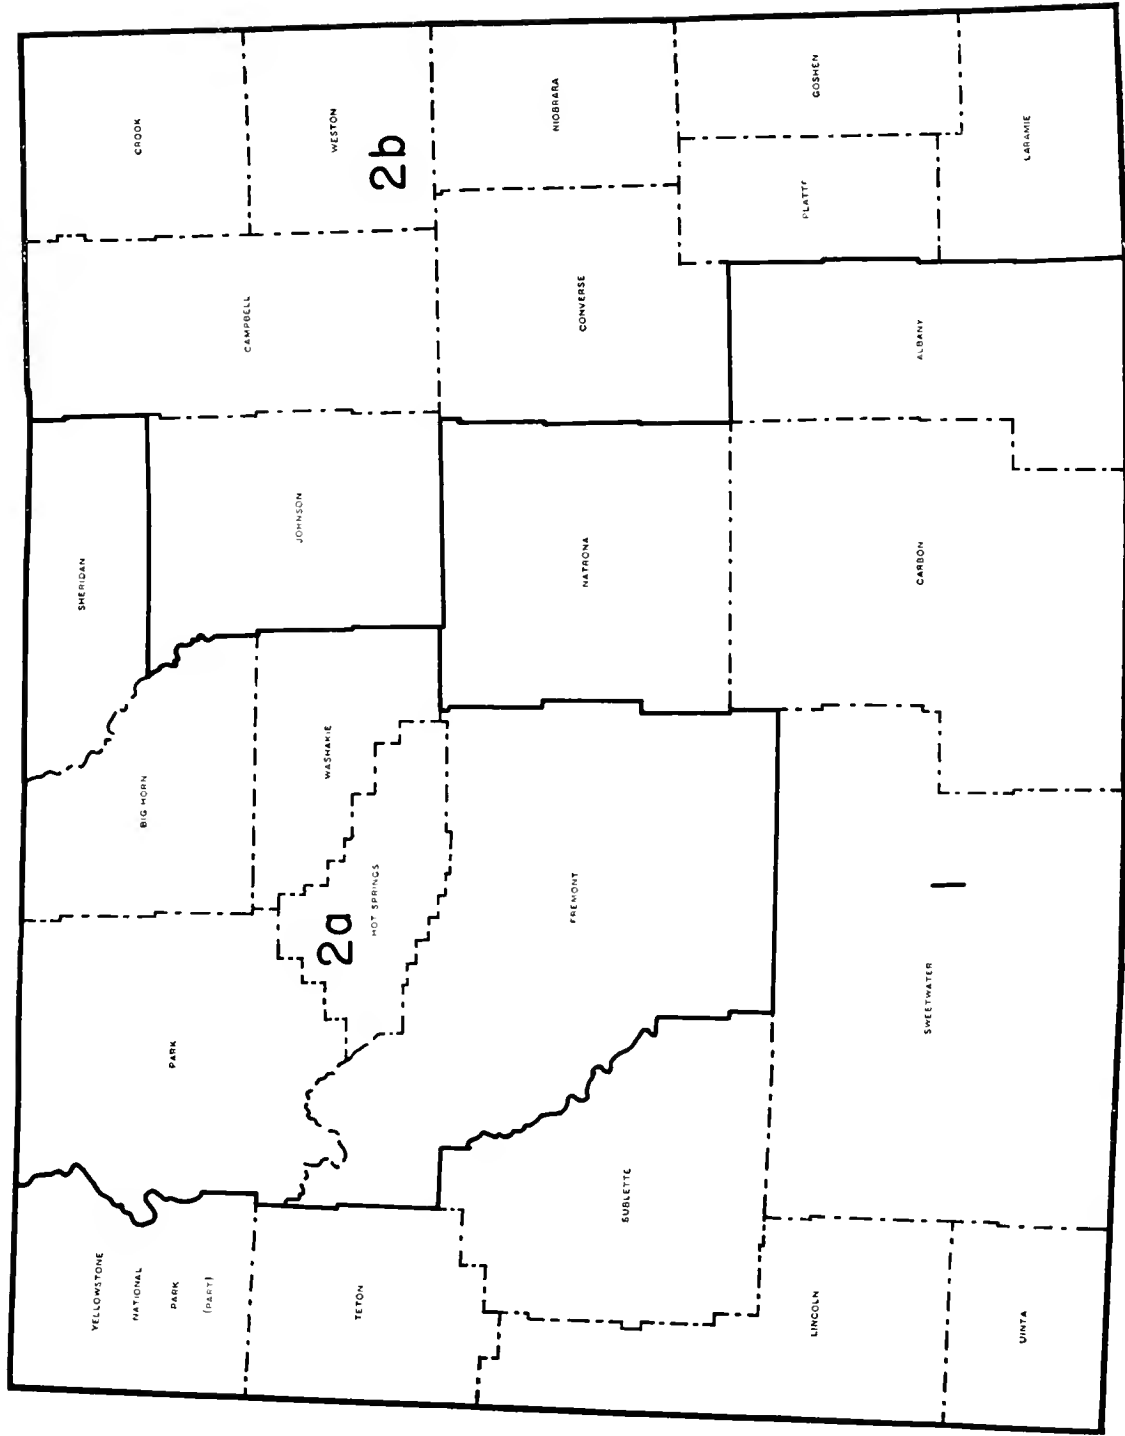 YELLOWSTONE
NATIONAL
PARK
(PART)
PARK
BIG HORN
SHERIDAN
CROOK
TETON
2a
HOT SPRINGS
WASHAKIE
JOHNSON
CAMPBELL
WESTON
2b
SUBLETTE
FREMONT
NATRONA
CONVERSE
NIOBRARA
LINCOLN
PLATTE
GOSHEN
UINTA
SWEETWATER
1
CARBON
ALBANY
LARAMIE